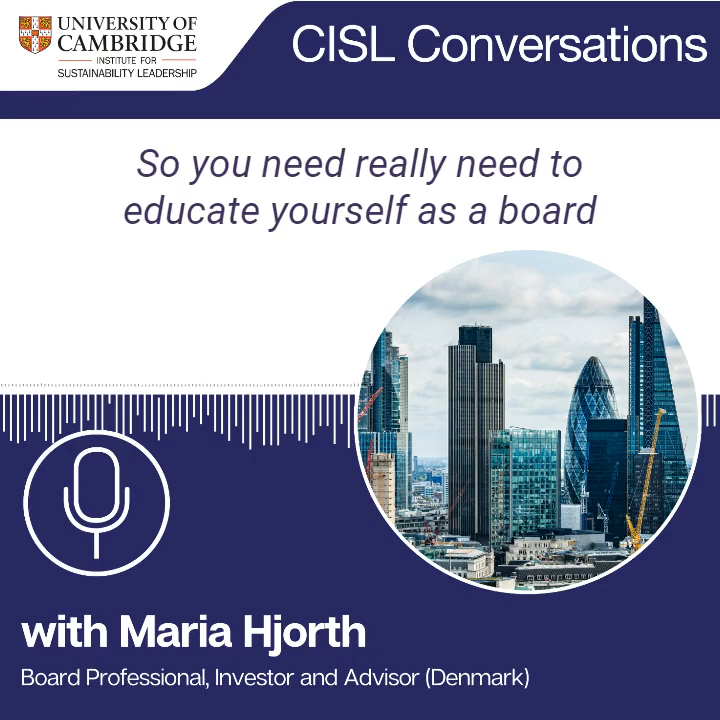 UNIVERSITY OF
CAMBRIDGE
INSTITUTE FOR
SUSTAINABILITY LEADERSHIP
CISL Conversations
So you need really need to
educate yourself as a board
with Maria Hjorth
Board Professional, Investor and Advisor (Denmark)